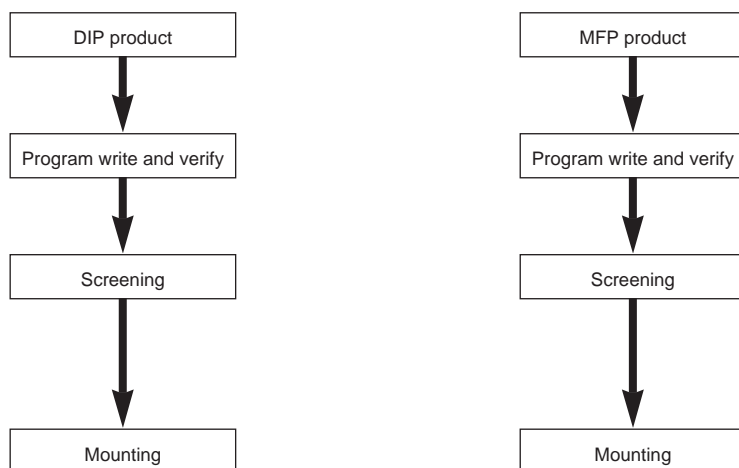 DIP product
Program write and verify
Screening
Mounting
MFP product
Program write and verify
Screening
Mounting